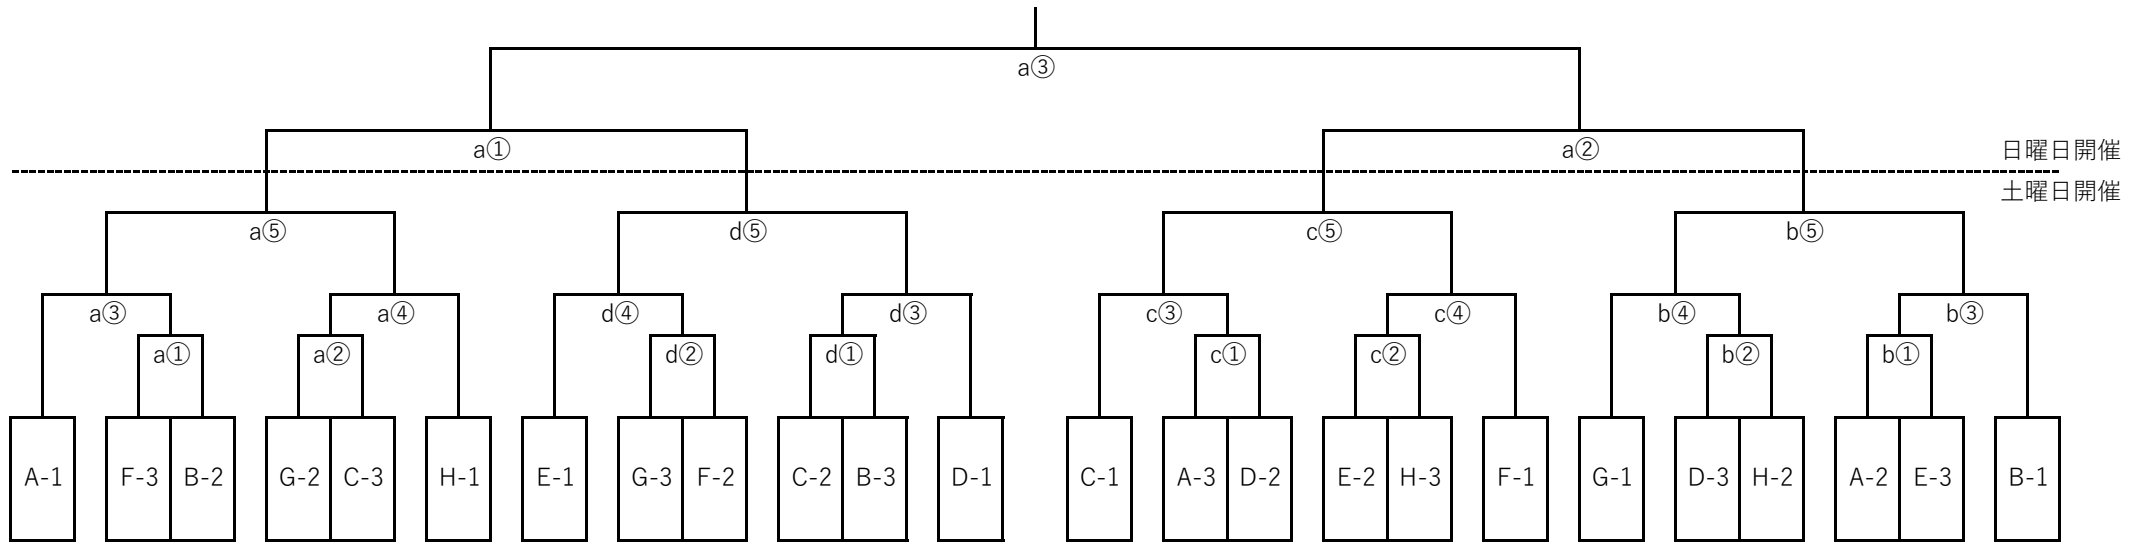 a③
a① a② 日曜日開催
土曜日開催
a⑤ d⑤ c⑤ b⑤
a③ a④ d④ d③ c③ c④ b④ b③
a① a② d② d① c① c② b② b①
A-1 F-3 B-2 G-2 C-3 H-1 E-1 G-3 F-2 C-2 B-3 D-1 C-1 A-3 D-2 E-2 H-3 F-1 G-1 D-3 H-2 A-2 E-3 B-1